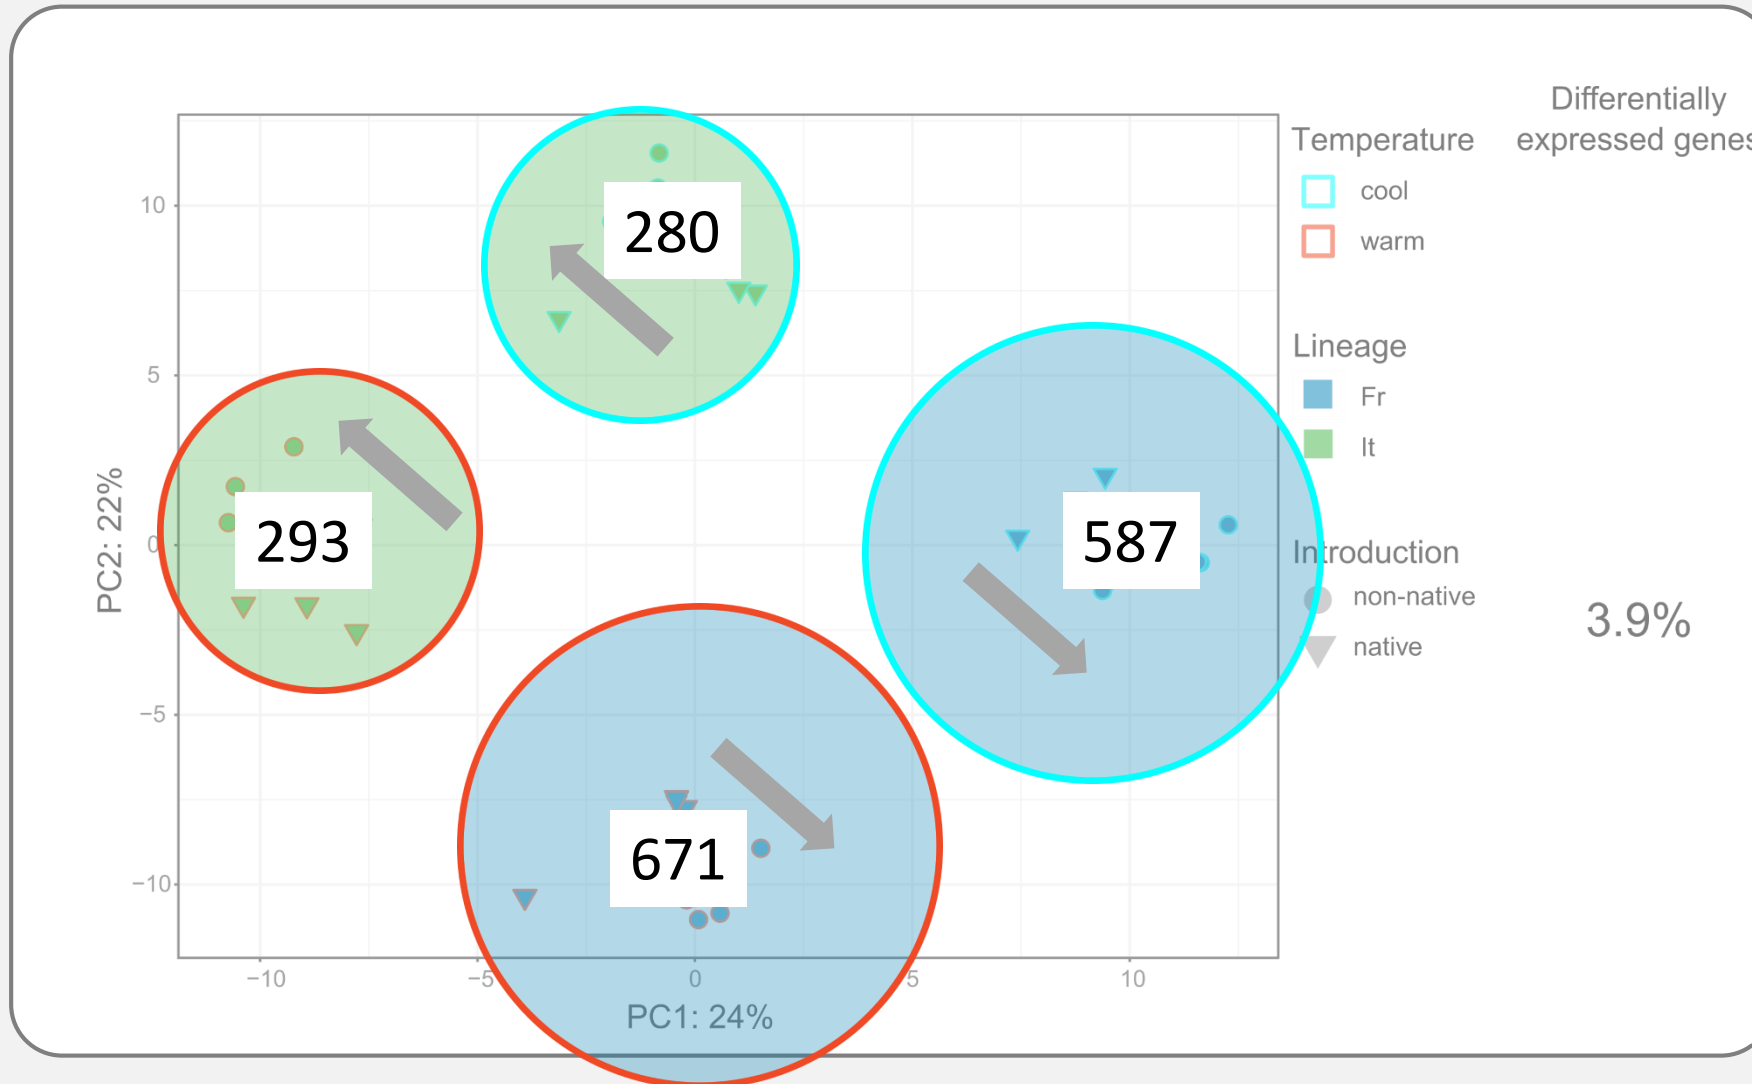 Differentially
expressed genes
Temperature
cool
warm
Lineage
Fr
It
Introduction
non-native
native
3.9%
280
293
587
671
10
5
0
−5
−10
PC2: 22%
−10
−5
0
5
10
PC1: 24%